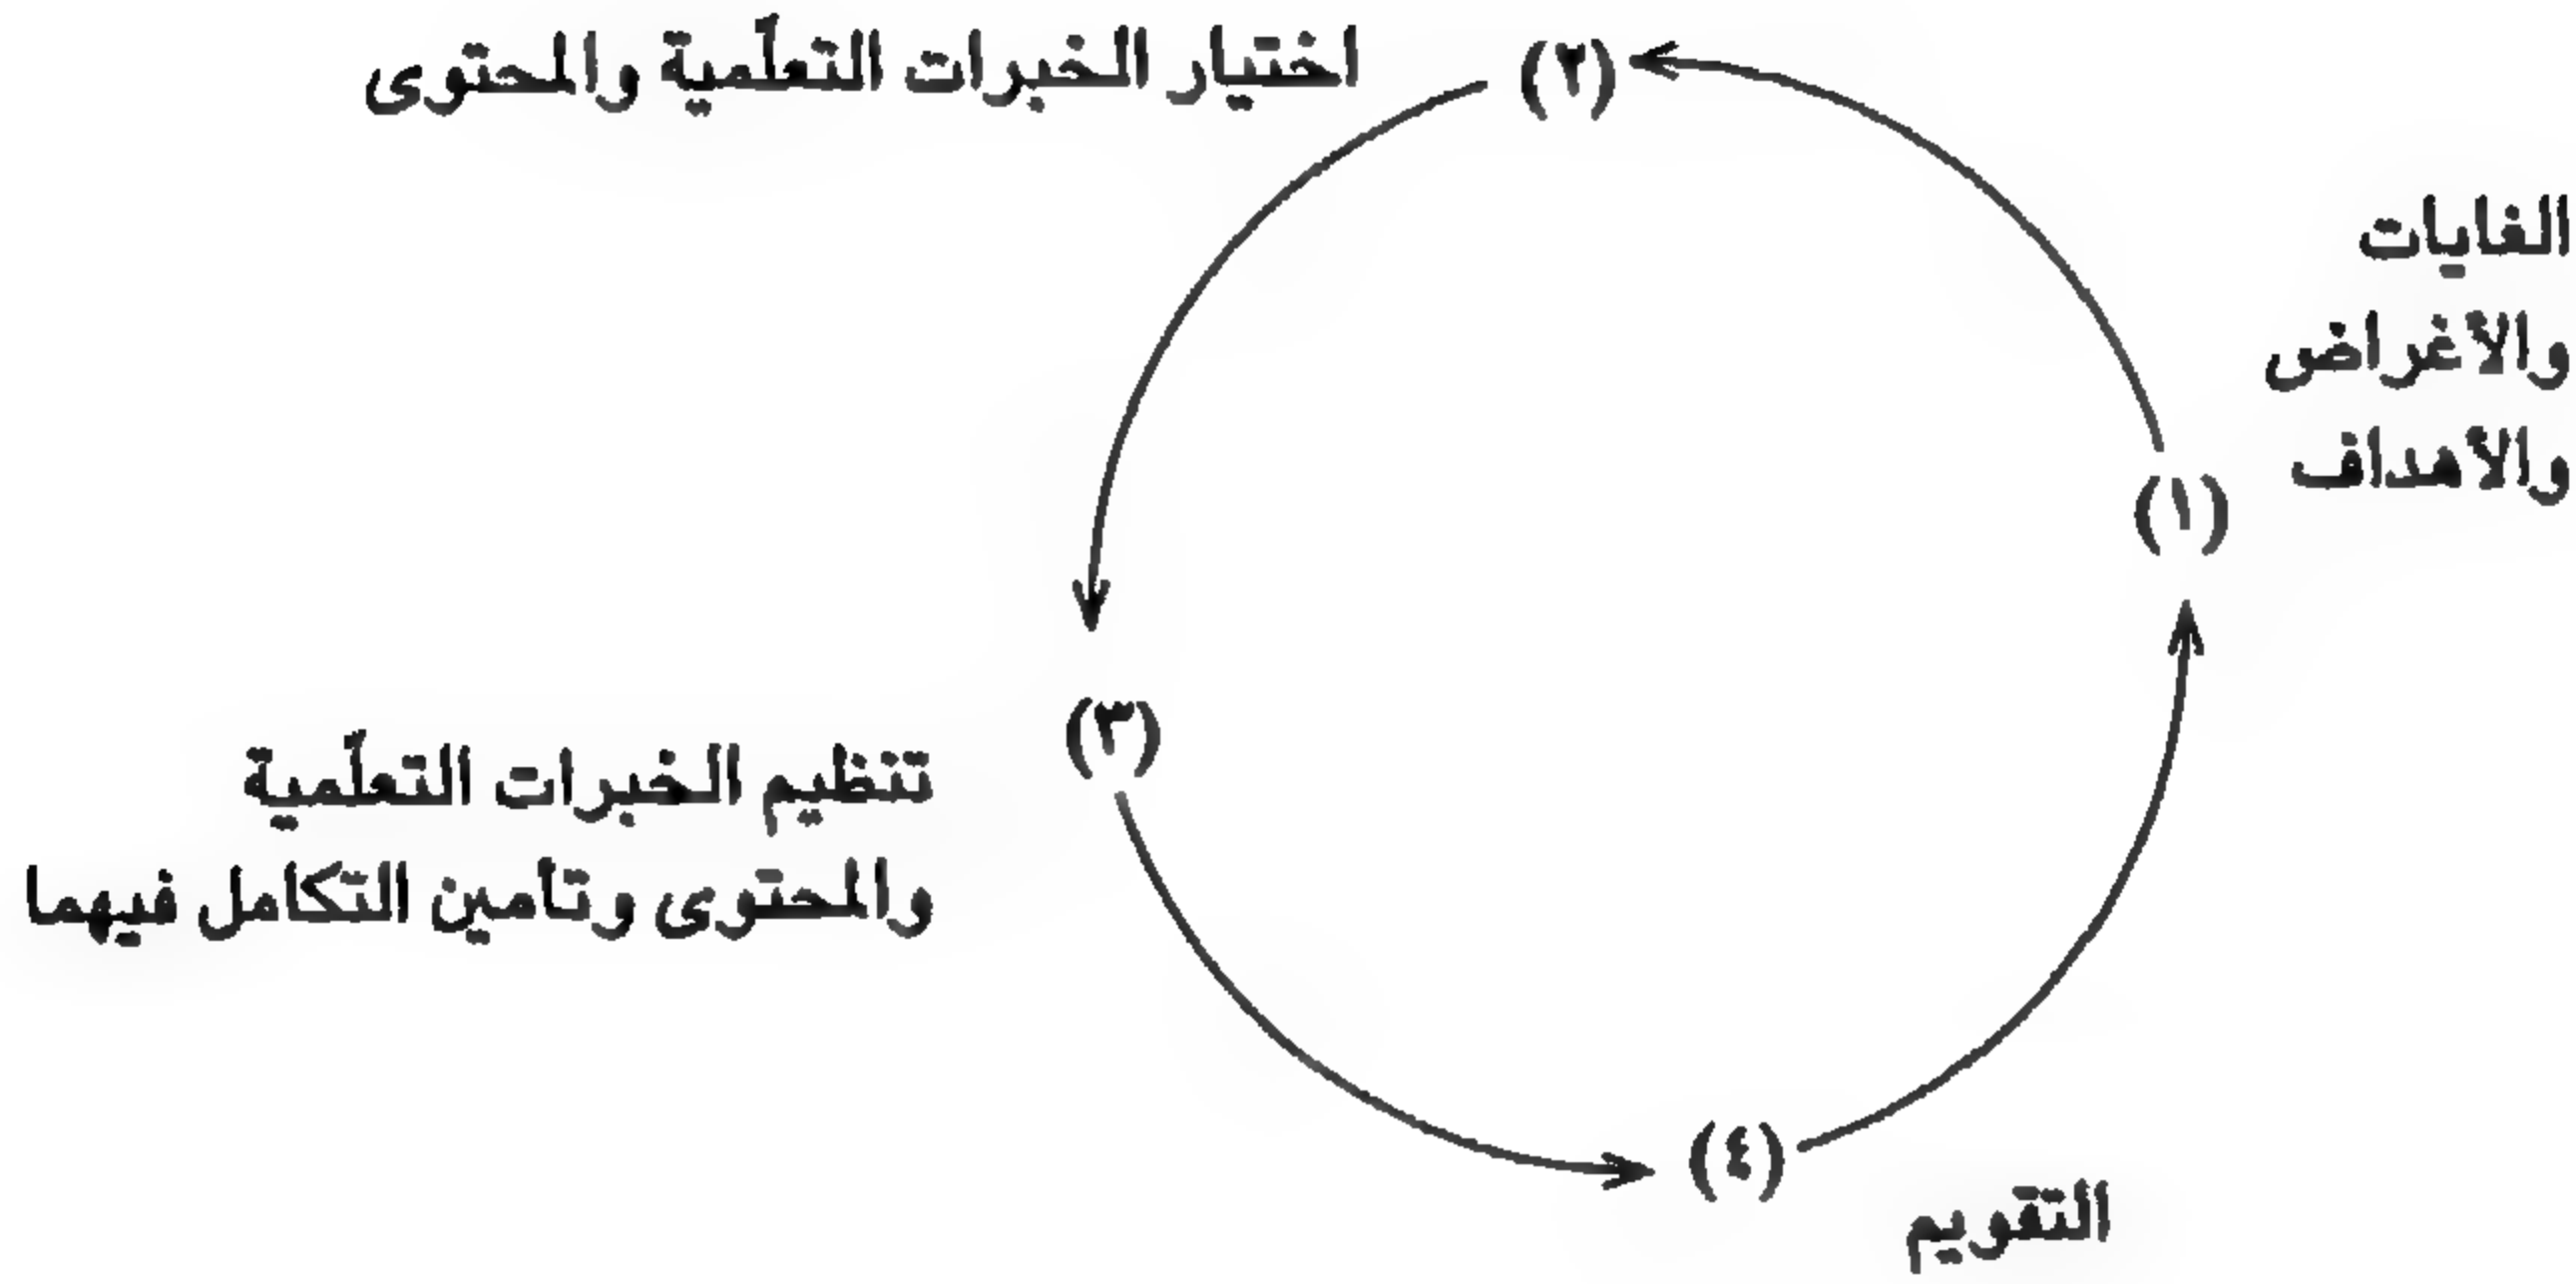 (١)
الغايات
والأغراض
والأهداف
(٢)
اختيار الخبرات التعلّمية والمحتوى
(٣)
تنظيم الخبرات التعلّمية
والمحتوى وتأمين التكامل فيهما
(٤)
التقويم